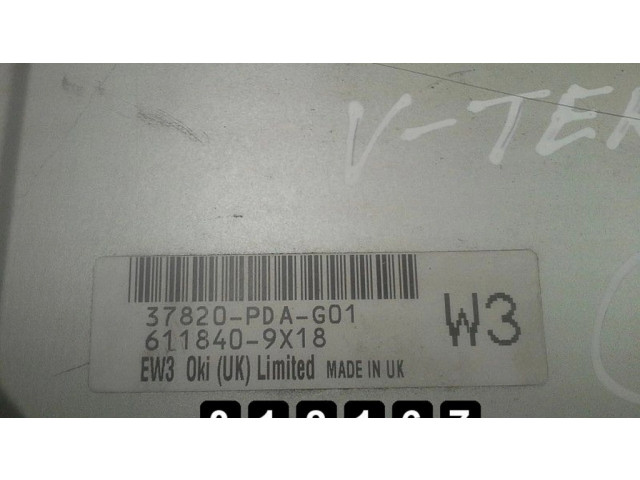 V-TE
37820-PDA-G01
611840-9X18
W3
EW3 Oki (UK) Limited MADE IN UK